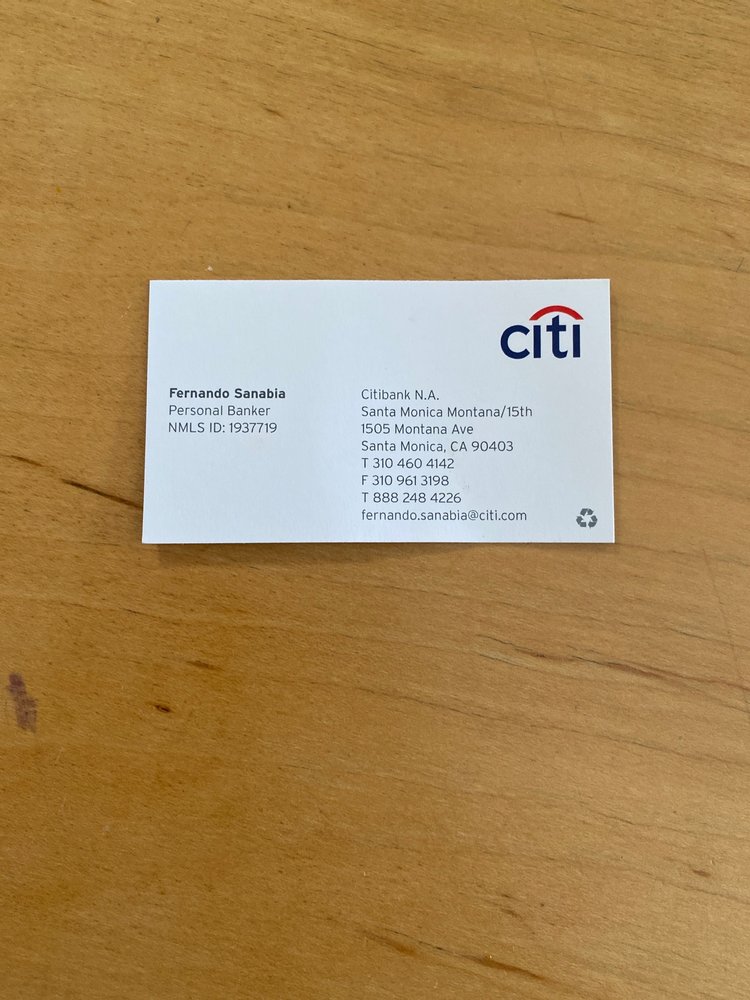 citi
Fernando Sanabia
Personal Banker
NMLS ID: 1937719
Citibank N.A.
Santa Monica Montana/15th
1505 Montana Ave
Santa Monica, CA 90403
T 310 460 4142
F 310 961 3198
T 888 248 4226
fernando.sanabia@citi.com